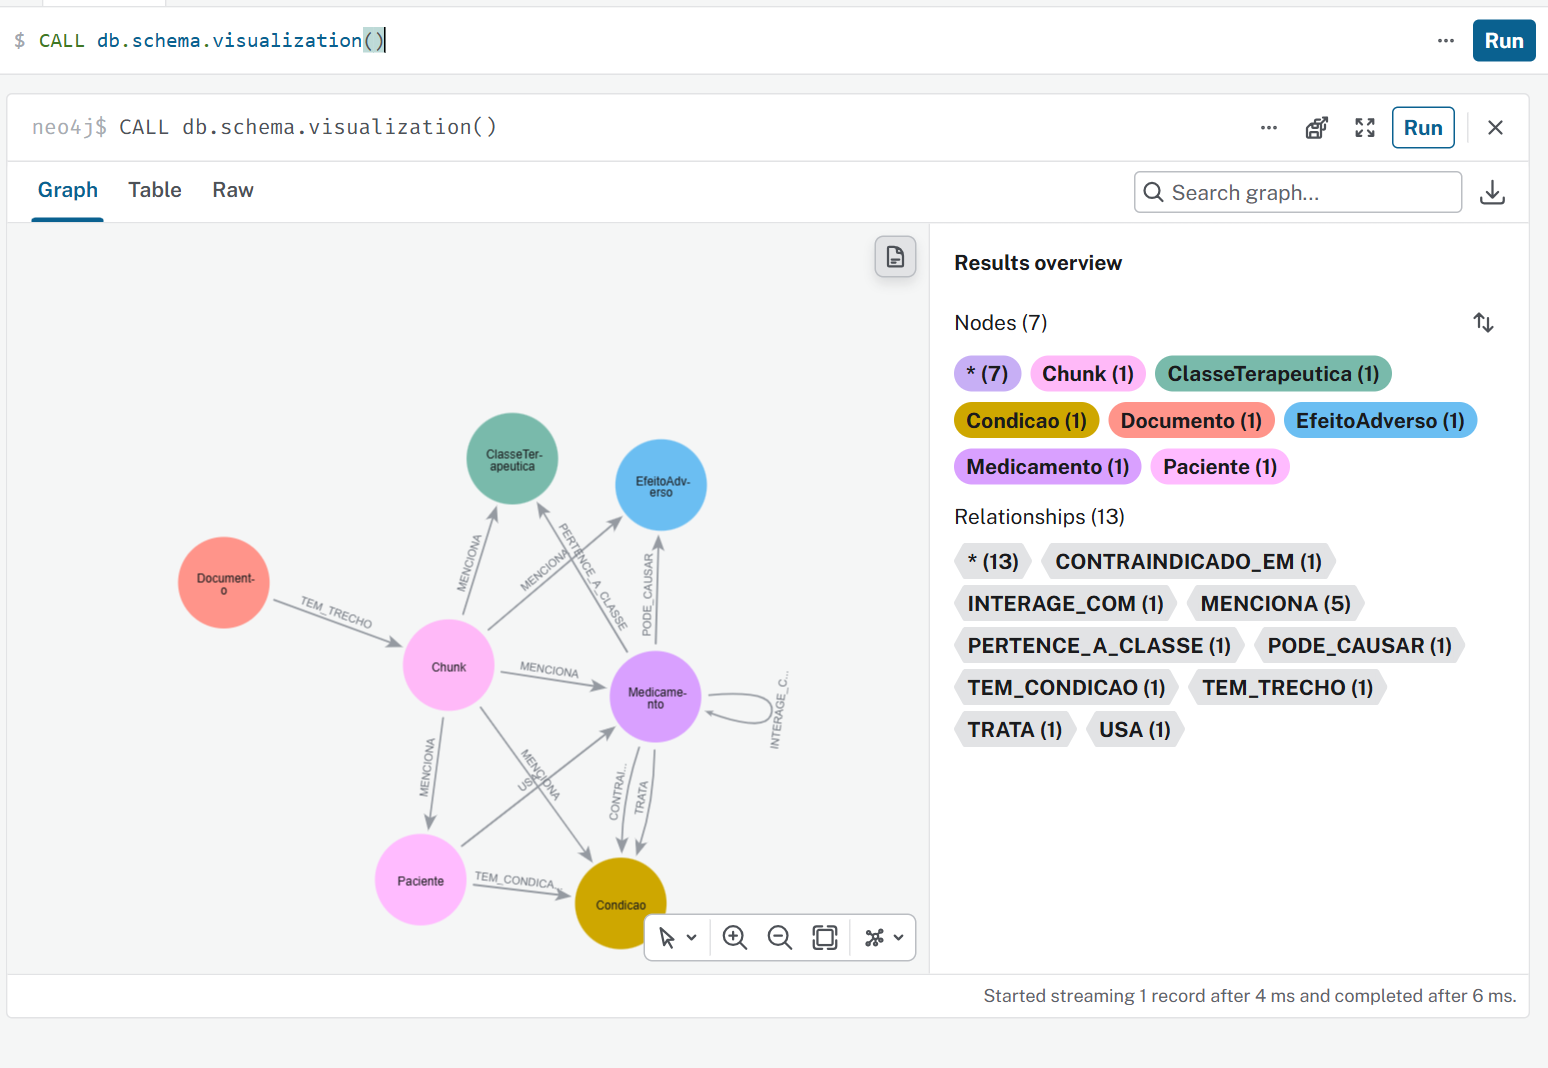 $ CALL db.schema.visualization()
Run
neo4j$ CALL db.schema.visualization()
Run
Graph Table Raw
Search graph...
Results overview
Nodes (7)
* (7) Chunk (1) ClasseTerapeutica (1)
Condicao (1) Documento (1) EfeitoAdverso (1)
Medicamento (1) Paciente (1)
Relationships (13)
* (13) CONTRAINDICADO_EM (1)
INTERAGE_COM (1) MENCIONA (5)
PERTENCE_A_CLASSE (1) PODE_CAUSAR (1)
TEM_CONDICAO (1) TEM_TRECHO (1)
TRATA (1) USA (1)
ClasseTer-
apeutica
EfeitoAdv-
erso
Document-
o
Chunk
Medicame-
nto
Paciente
Condicao
MENCIONA
MENCIONA
PERTENCE_A_CLASSE
PODE_CAUSAR
TEM_TRECHO
MENCIONA
INTERAGE_C...
MENCIONA
MENCIONA
USA
CONTRAI...
TRATA
TEM_CONDICA...
Started streaming 1 record after 4 ms and completed after 6 ms.